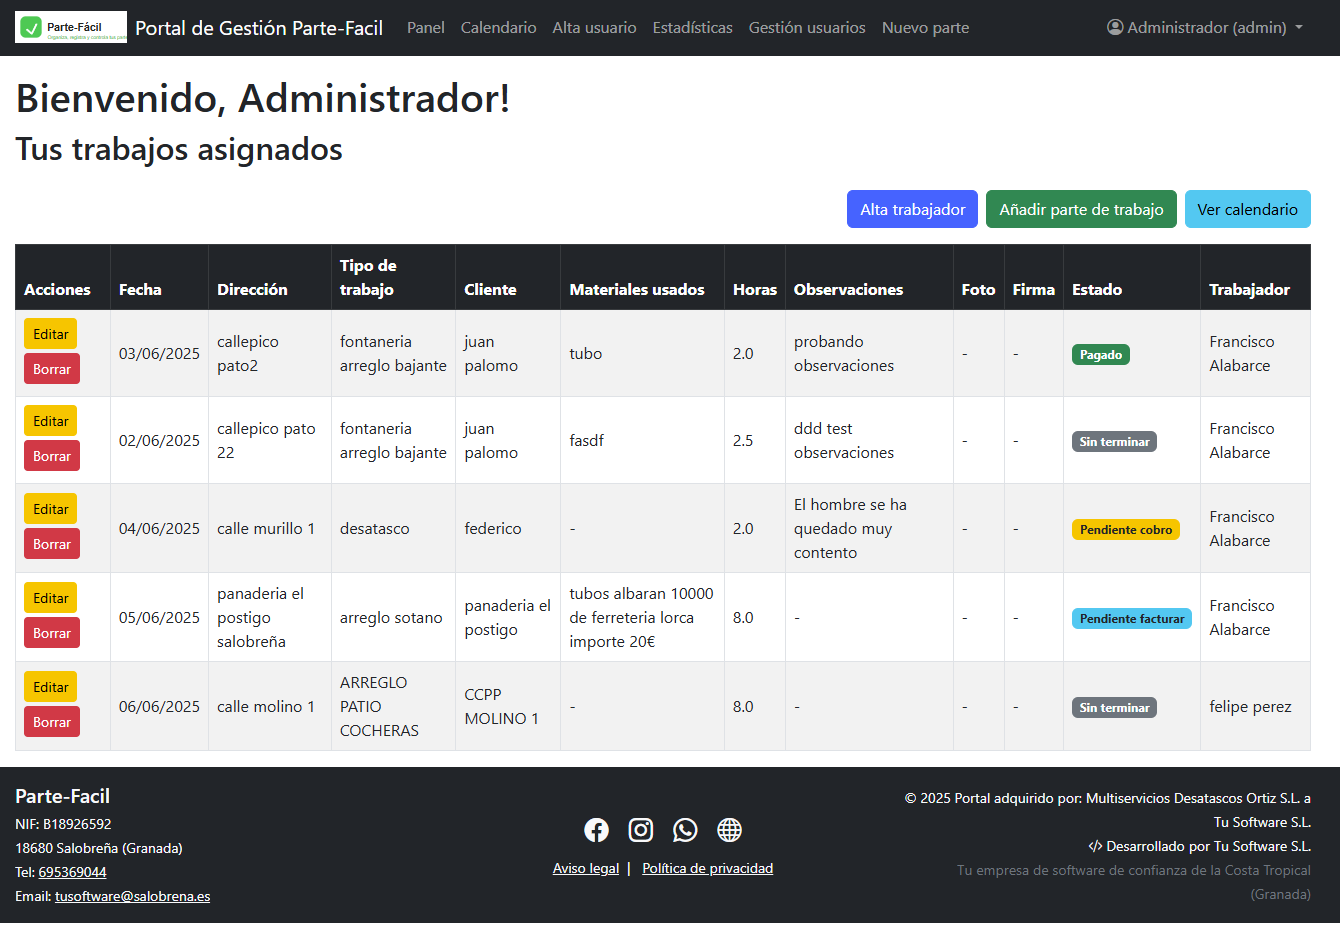 Parte-Fácil
Portal de Gestión Parte-Facil
Panel
Calendario
Alta usuario
Estadísticas
Gestión usuarios
Nuevo parte
Administrador (admin)
Bienvenido, Administrador!
Tus trabajos asignados
Alta trabajador
Añadir parte de trabajo
Ver calendario
Acciones
Fecha
Dirección
Tipo de
trabajo
Cliente
Materiales usados
Horas
Observaciones
Foto
Firma
Estado
Trabajador
Editar
Borrar
03/06/2025
callepico
pato2
fontaneria
arreglo bajante
juan
palomo
tubo
2.0
probando
observaciones
-
-
Pagado
Francisco
Alabarce
Editar
Borrar
02/06/2025
callepico pato
22
fontaneria
arreglo bajante
juan
palomo
fasdf
2.5
ddd test
observaciones
-
-
Sin terminar
Francisco
Alabarce
Editar
Borrar
04/06/2025
calle murillo 1
desatasco
federico
-
2.0
El hombre se ha
quedado muy
contento
-
-
Pendiente cobro
Francisco
Alabarce
Editar
Borrar
05/06/2025
panaderia el
postigo
salobreña
arreglo sotano
panaderia el
postigo
tubos albaran 10000
de ferreteria lorca
importe 20€
8.0
-
-
-
Pendiente facturar
Francisco
Alabarce
Editar
Borrar
06/06/2025
calle molino 1
ARREGLO
PATIO
COCHERAS
CCPP
MOLINO 1
-
8.0
-
-
-
Sin terminar
felipe perez
Parte-Facil
NIF: B18926592
18680 Salobreña (Granada)
Tel: 695369044
Email: tusoftware@salobrena.es
Aviso legal | Política de privacidad
© 2025 Portal adquirido por: Multiservicios Desatascos Ortiz S.L. a
Tu Software S.L.
</> Desarrollado por Tu Software S.L.
Tu empresa de software de confianza de la Costa Tropical
(Granada)